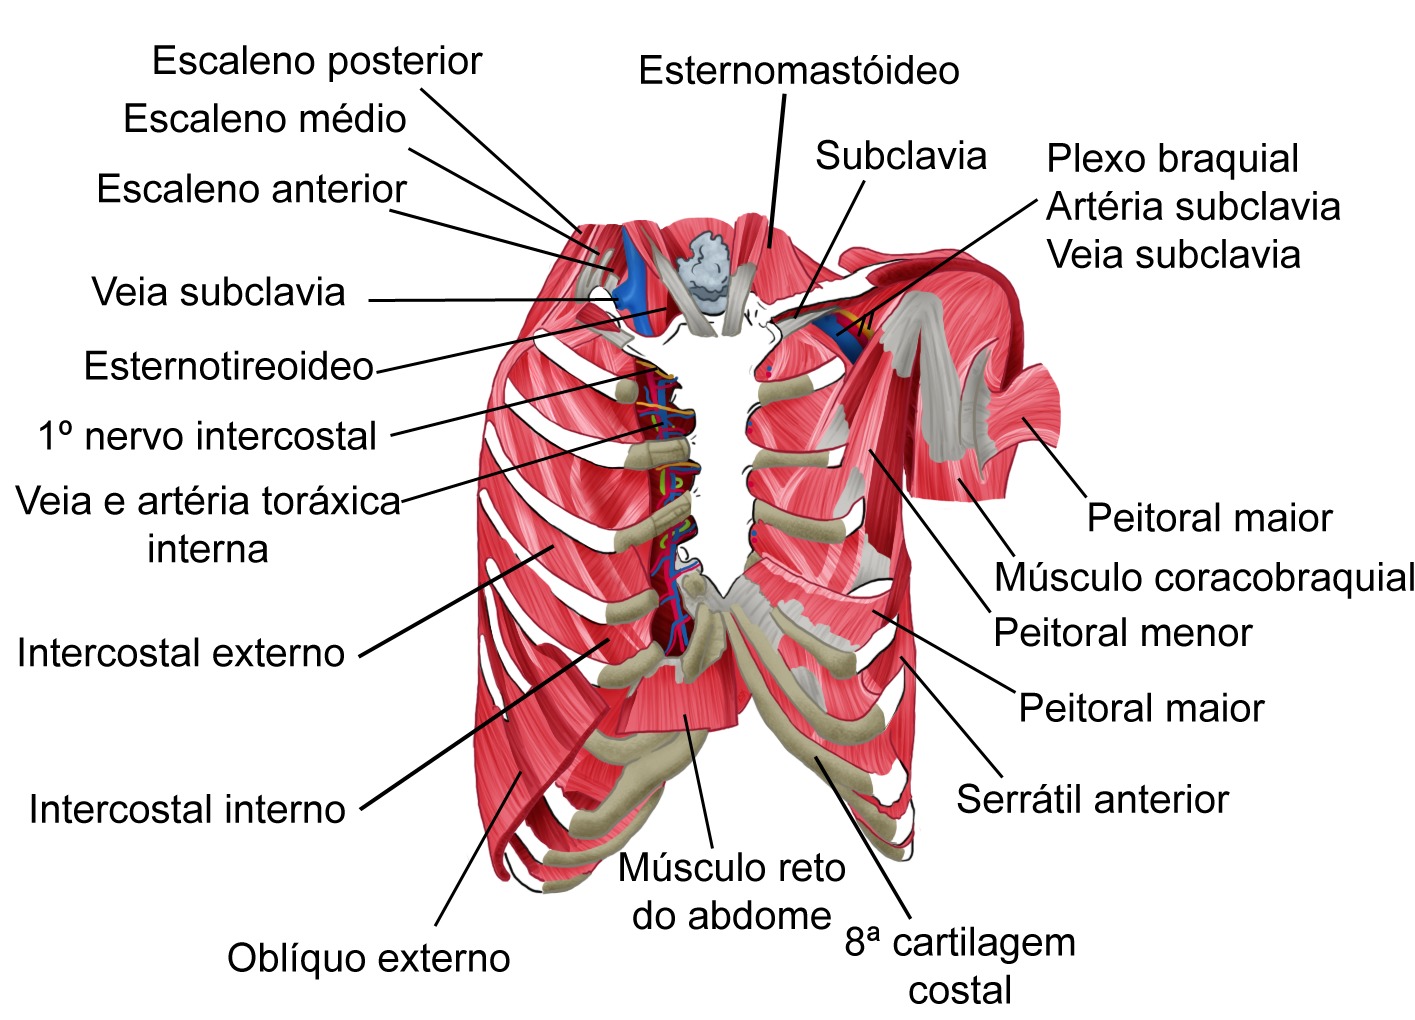 Escaleno posterior
Escaleno médio
Escaleno anterior
Veia subclavia
Esternotireoideo
1º nervo intercostal
Veia e artéria toráxica
interna
Intercostal externo
Intercostal interno
Oblíquo externo
Esternomastóideo
Subclavia
Plexo braquial
Artéria subclavia
Veia subclavia
Peitoral maior
Músculo coracobraquial
Peitoral menor
Peitoral maior
Serrátil anterior
Músculo reto
do abdome
8ª cartilagem
costal